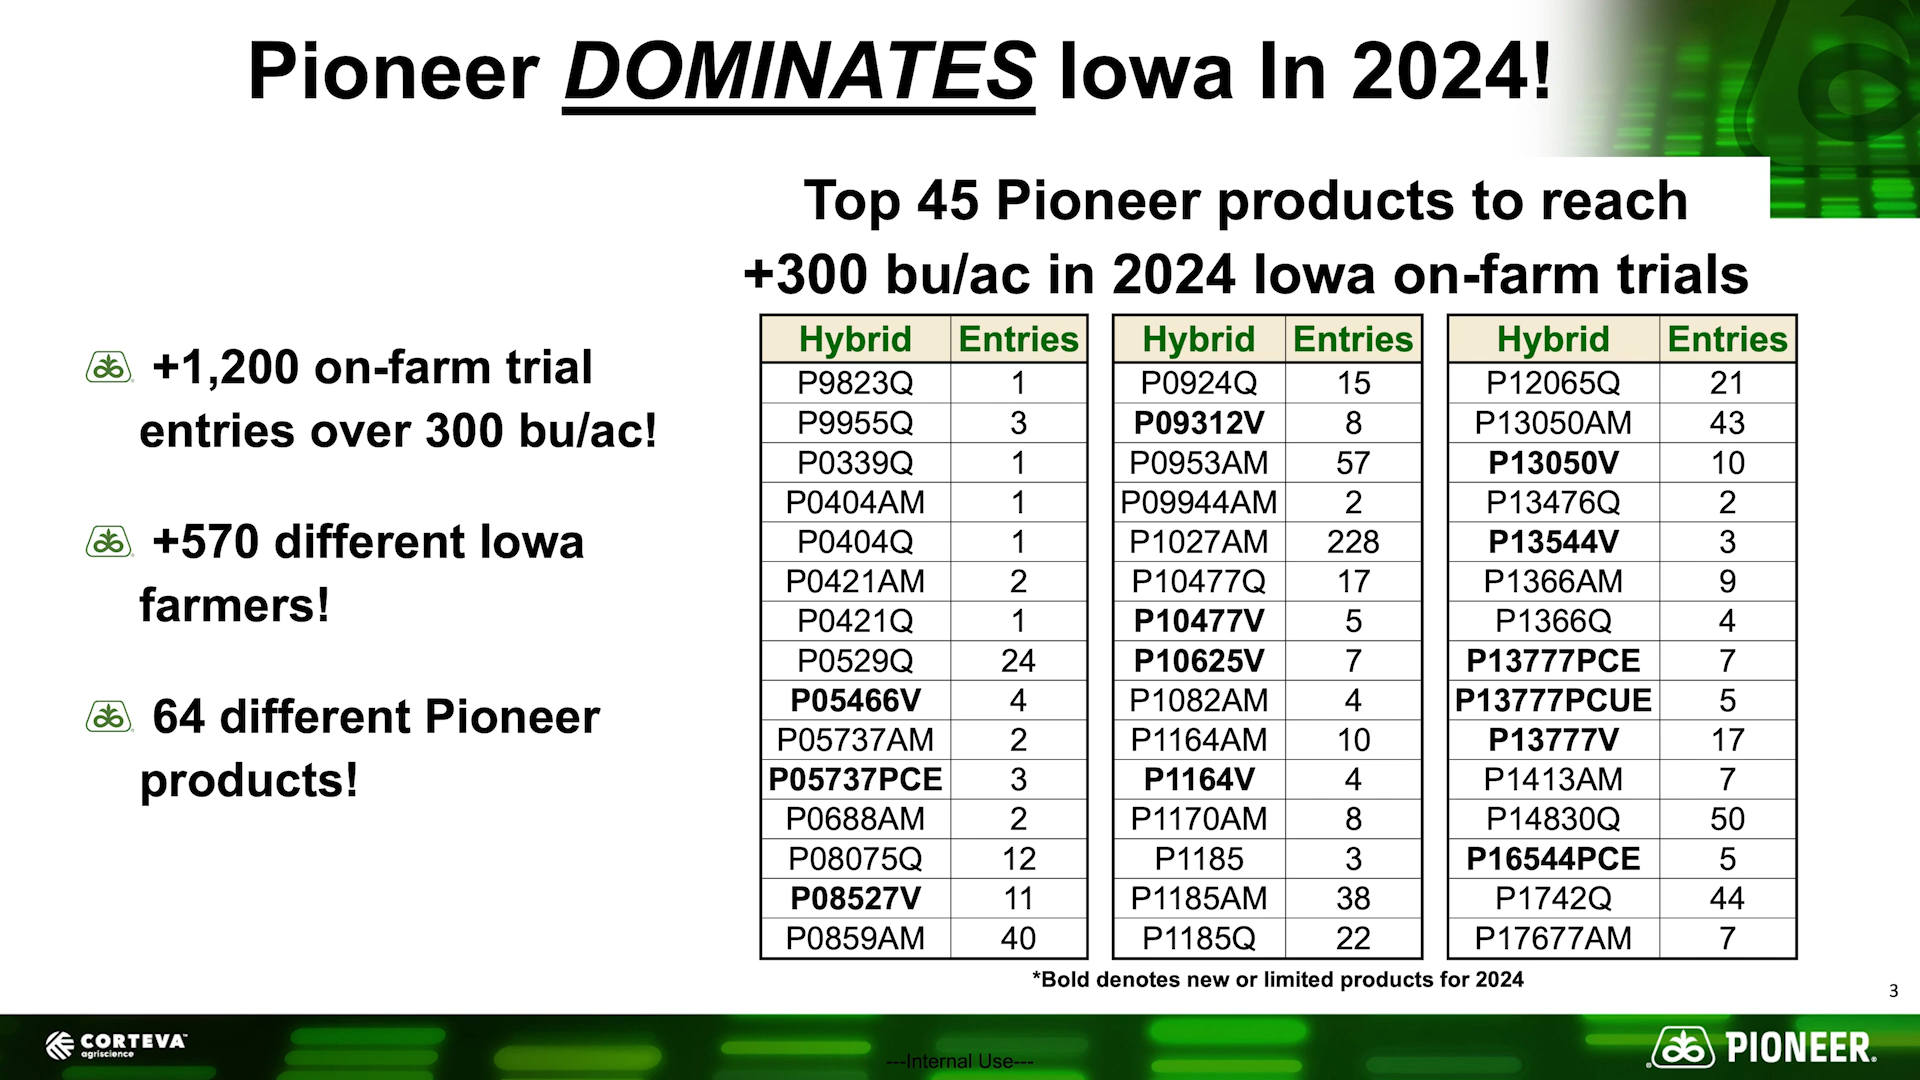 Pioneer DOMINATES Iowa In 2024!
+1,200 on-farm trial
entries over 300 bu/ac!
+570 different Iowa
farmers!
64 different Pioneer
products!
Top 45 Pioneer products to reach
+300 bu/ac in 2024 Iowa on-farm trials
Hybrid Entries
P9823Q 1
P9955Q 3
P0339Q 1
P0404AM 1
P0404Q 1
P0421AM 2
P0421Q 1
P0529Q 24
P05466V 4
P05737AM 2
P05737PCE 3
P0688AM 2
P08075Q 12
P08527V 11
P0859AM 40
Hybrid Entries
P0924Q 15
P09312V 8
P0953AM 57
P09944AM 2
P1027AM 228
P10477Q 17
P10477V 5
P10625V 7
P1082AM 4
P1164AM 10
P1164V 4
P1170AM 8
P1185 3
P1185AM 38
P1185Q 22
Hybrid Entries
P12065Q 21
P13050AM 43
P13050V 10
P13476Q 2
P13544V 3
P1366AM 9
P1366Q 4
P13777PCE 7
P13777PCUE 5
P13777V 17
P1413AM 7
P14830Q 50
P16544PCE 5
P1742Q 44
P17677AM 7
*Bold denotes new or limited products for 2024
3
CORTEVA™
agriscience
---Internal Use---
PIONEER®